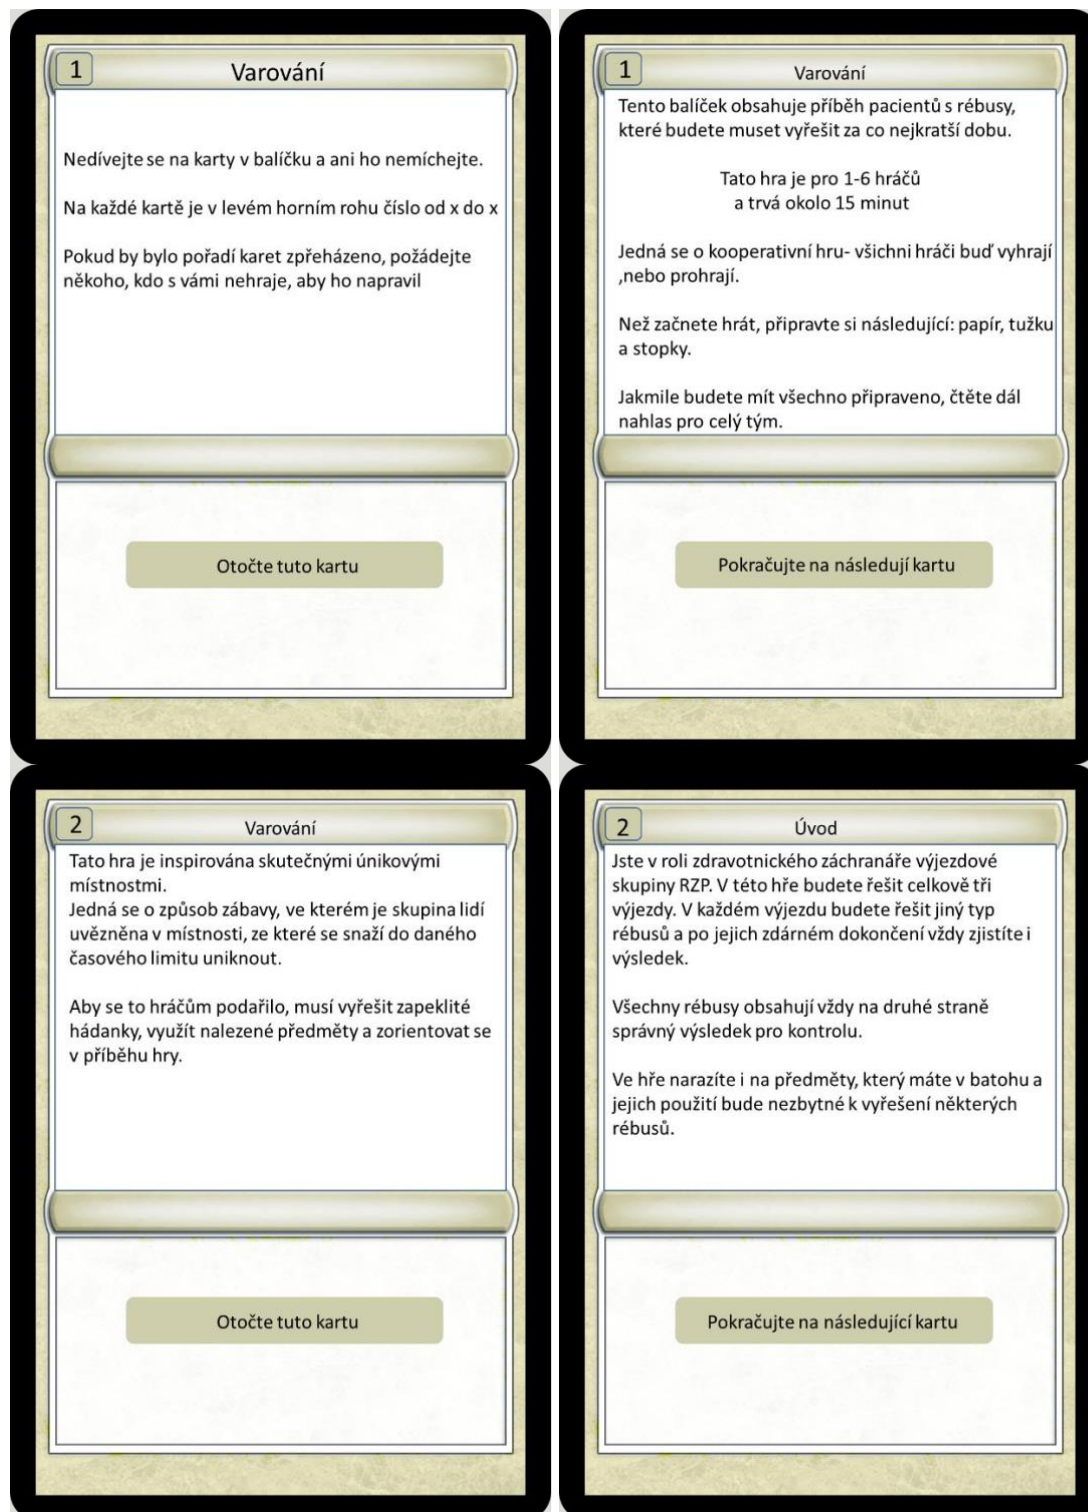 1
Varování
Nedívejte se na karty v balíčku a ani ho nemíchejte.
Na každé kartě je v levém horním rohu číslo od x do x
Pokud by bylo pořadí karet zpřeházeno, požádejte
někoho, kdo s vámi nehraje, aby ho napravil
Otočte tuto kartu
1
Varování
Tento balíček obsahuje příběh pacientů s rébusy,
které budete muset vyřešit za co nejkratší dobu.
Tato hra je pro 1-6 hráčů
a trvá okolo 15 minut
Jedná se o kooperativní hru- všichni hráči buď vyhrají
,nebo prohrají.
Než začnete hrát, připravte si následující: papír, tužku
a stopky.
Jakmile budete mít všechno připraveno, čtěte dál
nahlas pro celý tým.
Pokračujte na následují kartu
2
Varování
Tato hra je inspirována skutečnými únikovými
místnostmi.
Jedná se o způsob zábavy, ve kterém je skupina lidí
uvězněna v místnosti, ze které se snaží do daného
časového limitu uniknout.
Aby se to hráčům podařilo, musí vyřešit zapeklité
hádanky, využít nalezené předměty a zorientovat se
v příběhu hry.
Otočte tuto kartu
2
Úvod
Jste v roli zdravotnického záchranáře výjezdové
skupiny RZP. V této hře budete řešit celkově tři
výjezdy. V každém výjezdu budete řešit jiný typ
rébusů a po jejich zdárném dokončení vždy zjistíte i
výsledek.
Všechny rébusy obsahují vždy na druhé straně
správný výsledek pro kontrolu.
Ve hře narazíte i na předměty, který máte v batohu a
jejich použití bude nezbytné k vyřešení některých
rébusů.
Pokračujte na následující kartu